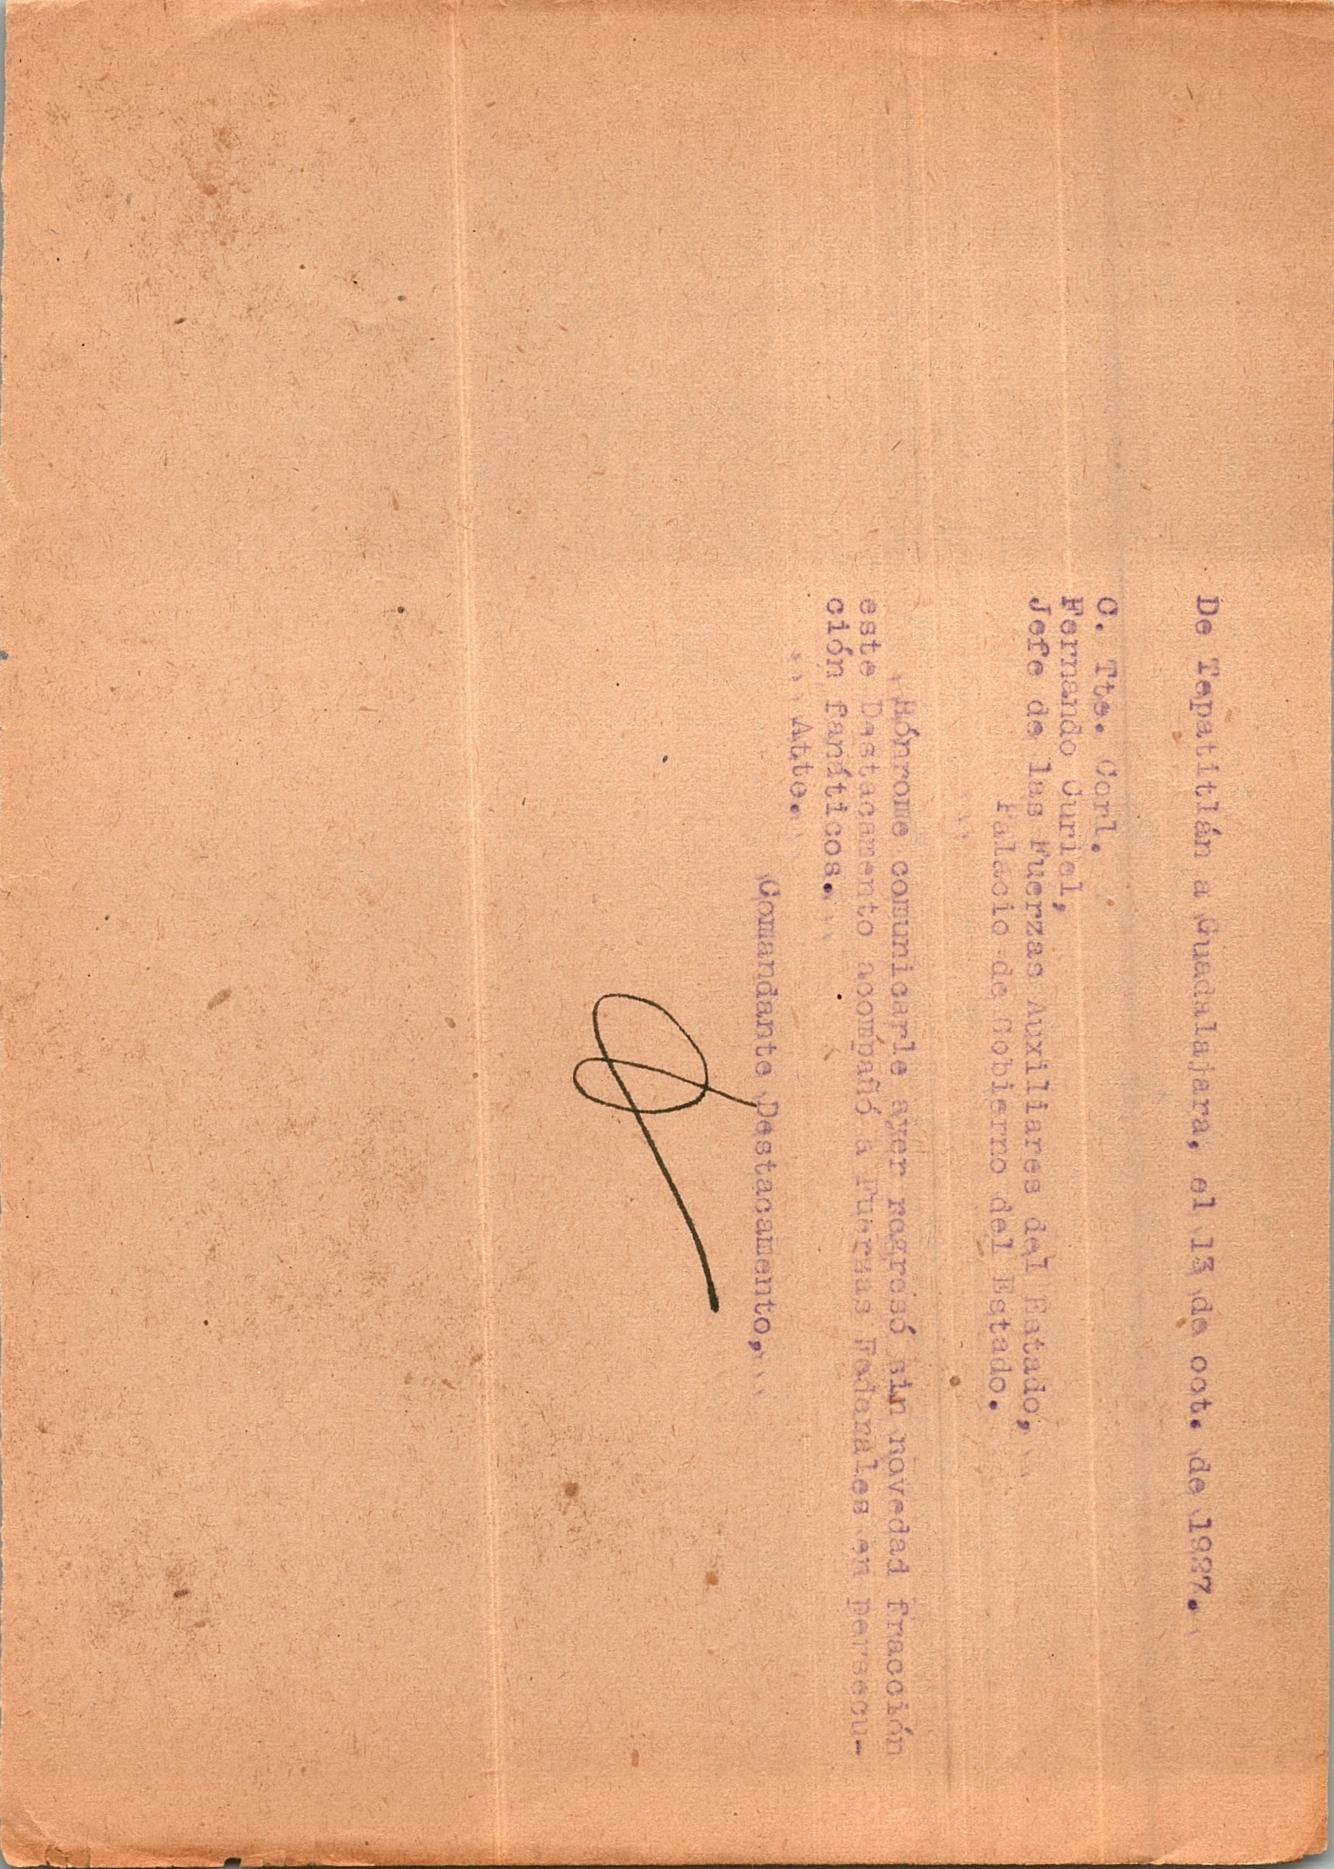 De Tepatitlán a Guadalajara, el 13 de oct. de 1927.
C. Tte. Corl.
Fernando Curiel,
Jefe de las Fuerzas Auxiliares del Estado,
Palacio de Gobierno del Estado.
Hónrome comunicarle ayer regresó sin novedad fracción
este Destacamento acompañó a Fuerzas Federales en persecu-
ción fanáticos.
Atte.
Comandante Destacamento,